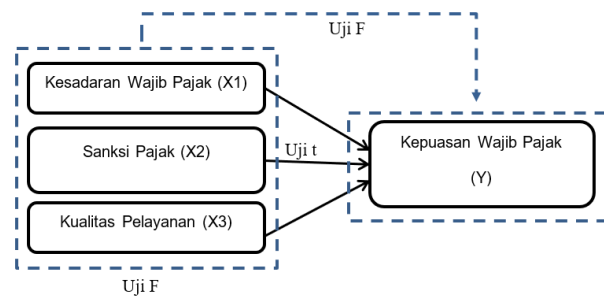 Uji F
Kesadaran Wajib Pajak (X1)
Sanksi Pajak (X2)
Uji t
Kualitas Pelayanan (X3)
Kepuasan Wajib Pajak
(Y)
Uji F